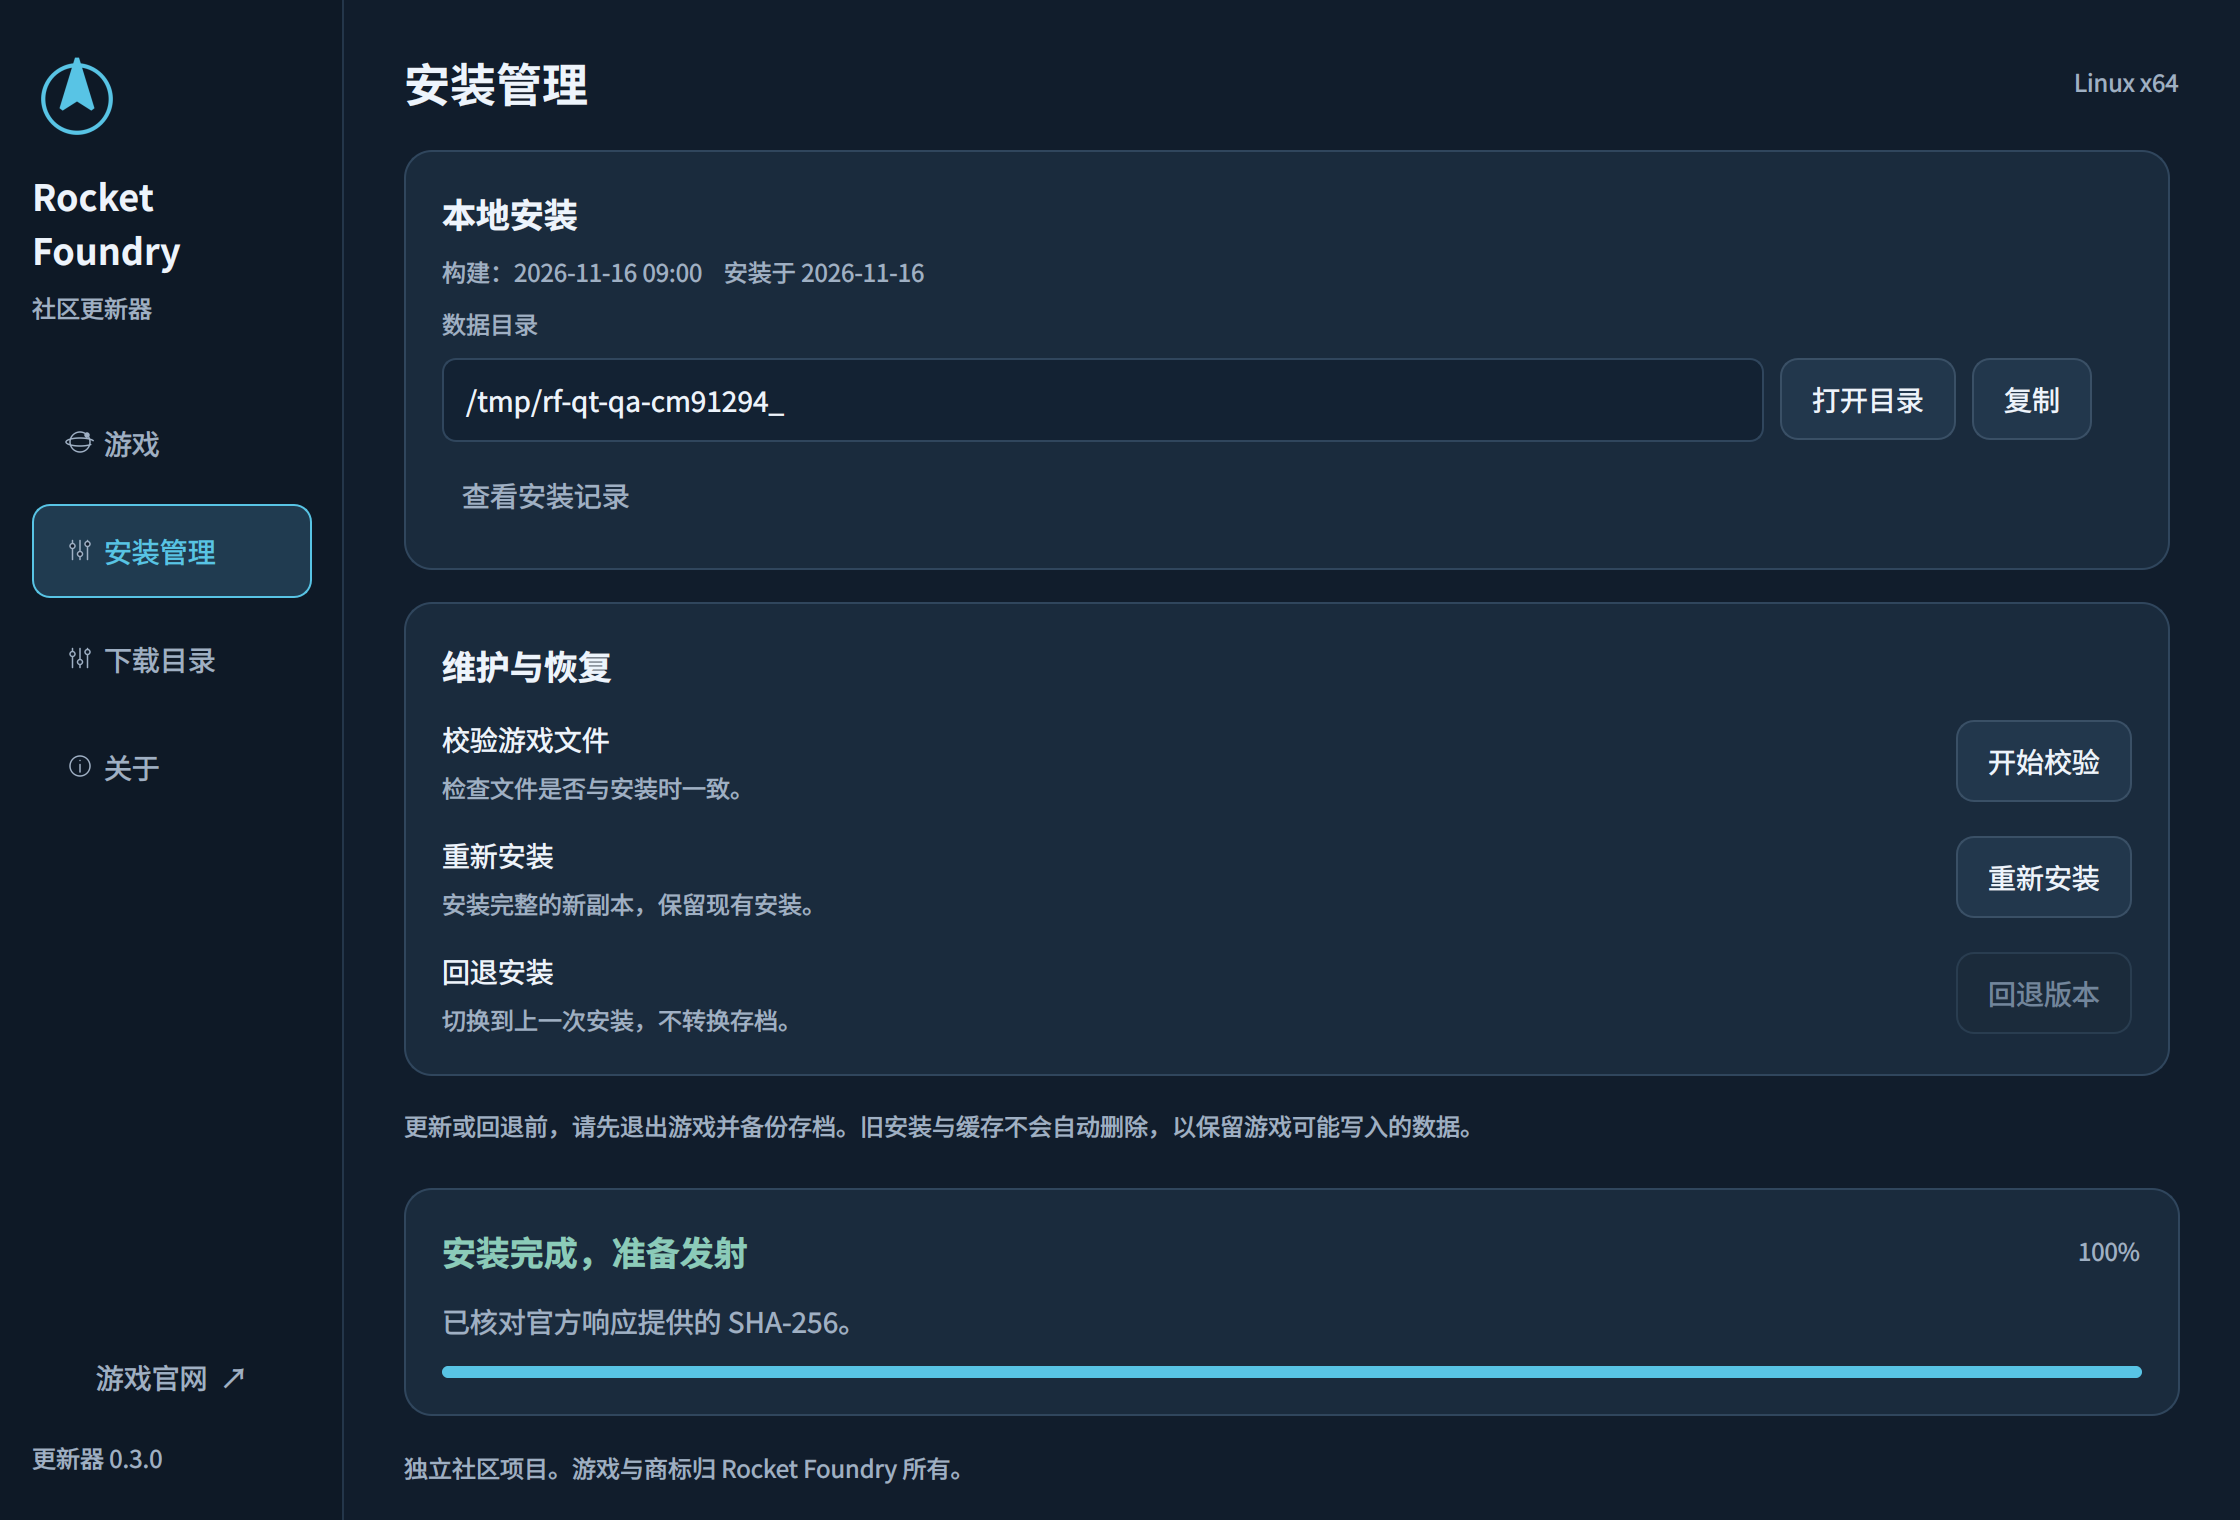 Rocket
Foundry
社区更新器
游戏
安装管理
下载目录
关于
游戏官网 ↗
更新器 0.3.0
安装管理
Linux x64
本地安装
构建：2026-11-16 09:00 安装于 2026-11-16
数据目录
/tmp/rf-qt-qa-cm91294_
打开目录
复制
查看安装记录
维护与恢复
校验游戏文件
检查文件是否与安装时一致。
开始校验
重新安装
安装完整的新副本，保留现有安装。
重新安装
回退安装
切换到上一次安装，不转换存档。
回退版本
更新或回退前，请先退出游戏并备份存档。旧安装与缓存不会自动删除，以保留游戏可能写入的数据。
安装完成，准备发射
100%
已核对官方响应提供的 SHA-256。
独立社区项目。游戏与商标归 Rocket Foundry 所有。